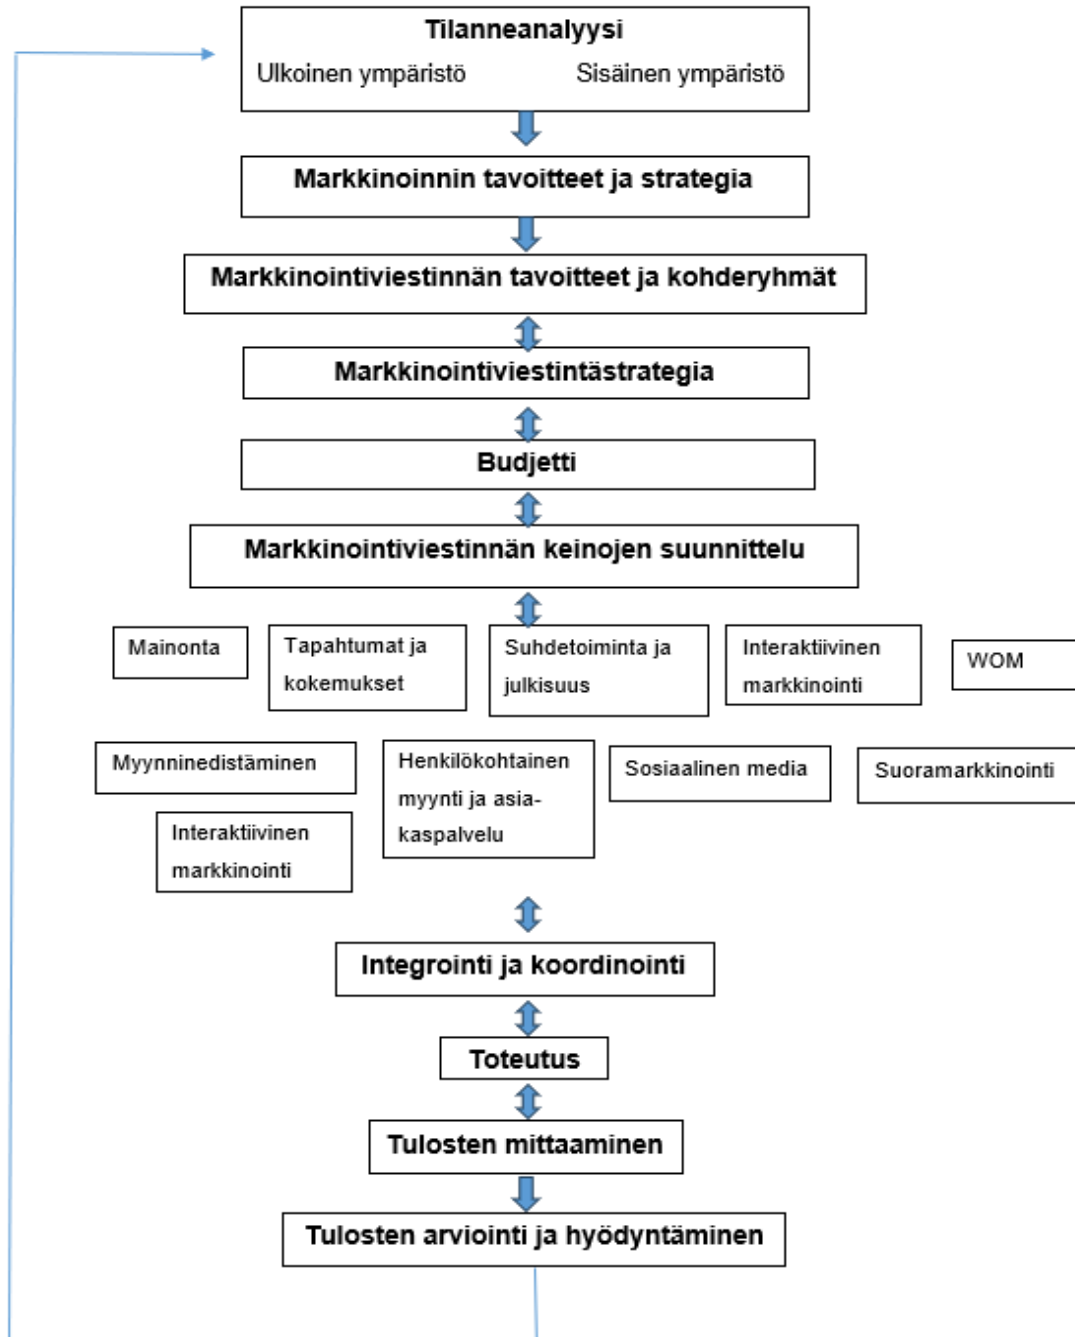 Tilanneanalyysi
Ulkoinen ympäristö Sisäinen ympäristö
Markkinoinnin tavoitteet ja strategia
Markkinointiviestinnän tavoitteet ja kohderyhmät
Markkinointiviestintästrategia
Budjetti
Markkinointiviestinnän keinojen suunnittelu
Mainonta
Tapahtumat ja
kokemukset
Suhdetoiminta ja
julkisuus
Interaktiivinen
markkinointi
WOM
Myynninedistäminen
Henkilökohtainen
myynti ja asia-
kaspalvelu
Sosiaalinen media
Suoramarkkinointi
Interaktiivinen
markkinointi
Integrointi ja koordinointi
Toteutus
Tulosten mittaaminen
Tulosten arviointi ja hyödyntäminen